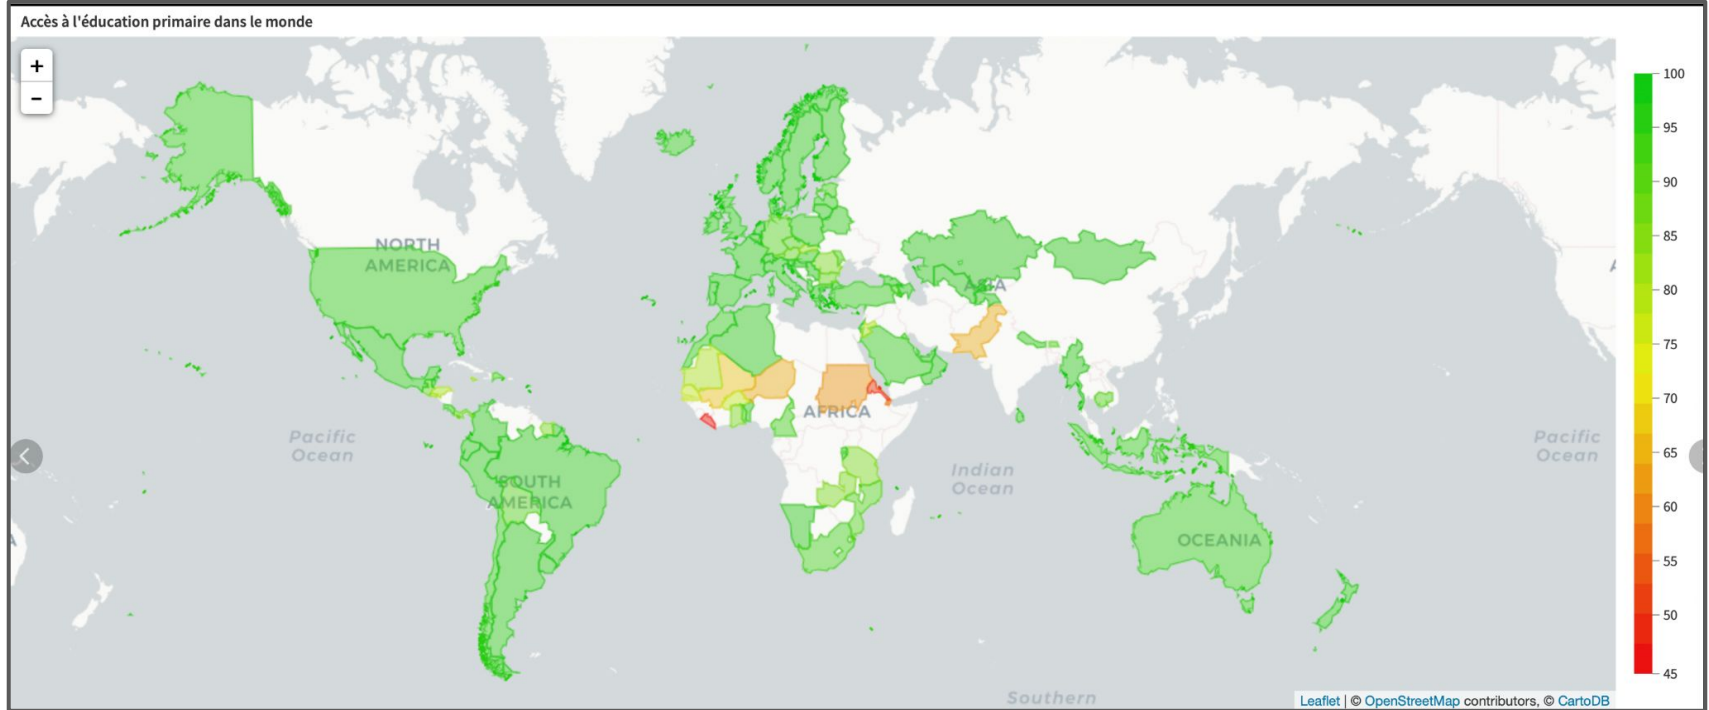 Accès à l'éducation primaire dans le monde
+
−
NORTH
AMERICA
ASIA
AFRICA
Pacific
Ocean
SOUTH
AMERICA
Indian
Ocean
OCEANIA
Pacific
Ocean
Southern
100
95
90
85
80
75
70
65
60
55
50
45
Leaflet | © OpenStreetMap contributors, © CartoDB